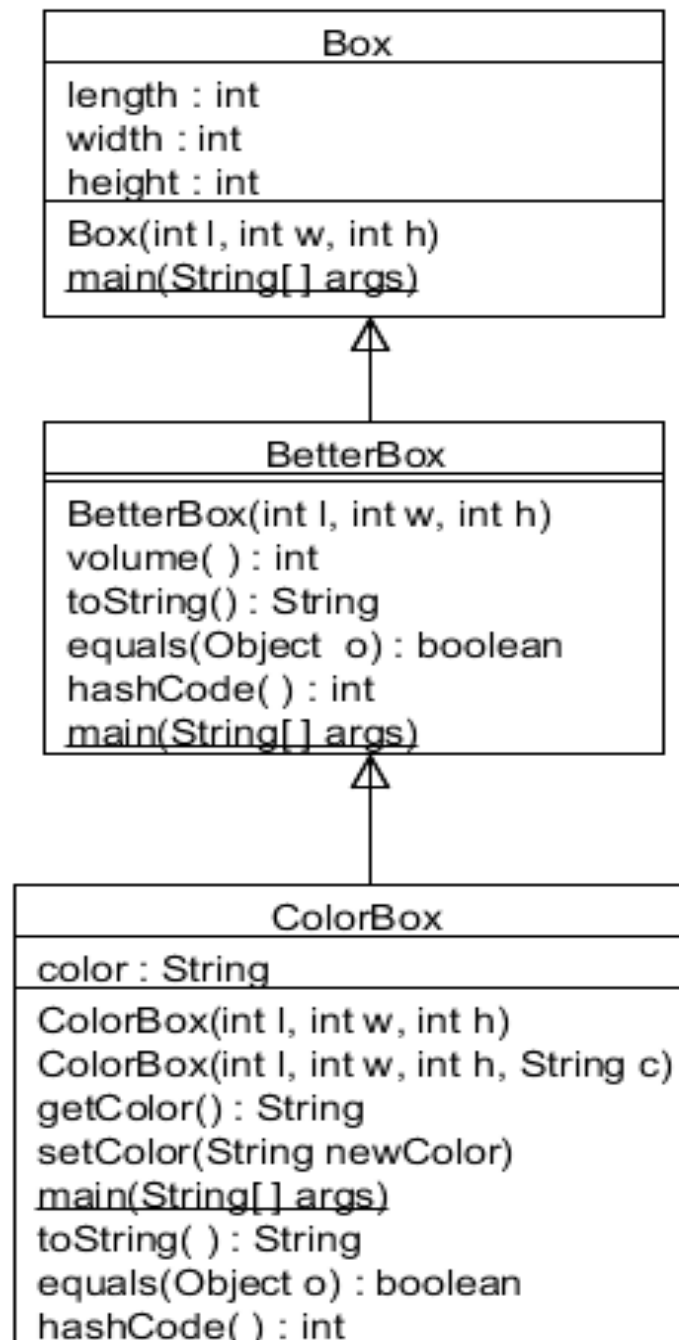 Box
length : int
width : int
height : int
Box(int l, int w, int h)
main(String[ ] args)
BetterBox
BetterBox(int l, int w, int h)
volume( ) : int
toString() : String
equals(Object  o) : boolean
hashCode( ) : int
main(String[ ] args)
ColorBox
color : String
ColorBox(int l, int w, int h)
ColorBox(int l, int w, int h, String c)
getColor() : String
setColor(String newColor)
main(String[ ] args)
toString( ) : String
equals(Object o) : boolean
hashCode( ) : int